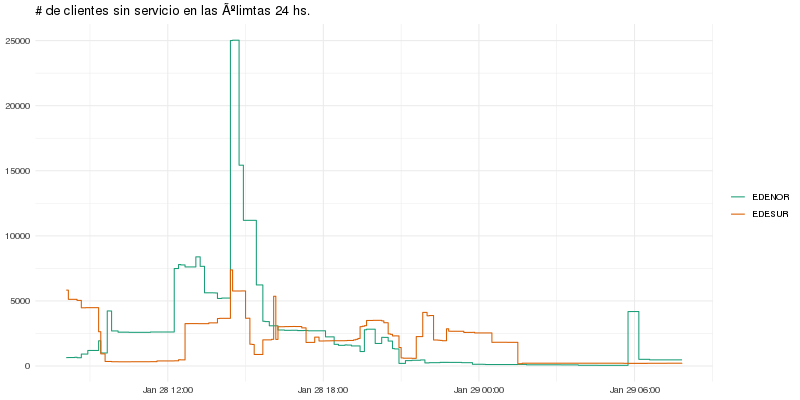 # de clientes sin servicio en las Ãºlimtas 24 hs.
25000
20000
15000
10000
5000
0
Jan 28 12:00
Jan 28 18:00
Jan 29 00:00
Jan 29 06:00
EDENOR
EDESUR